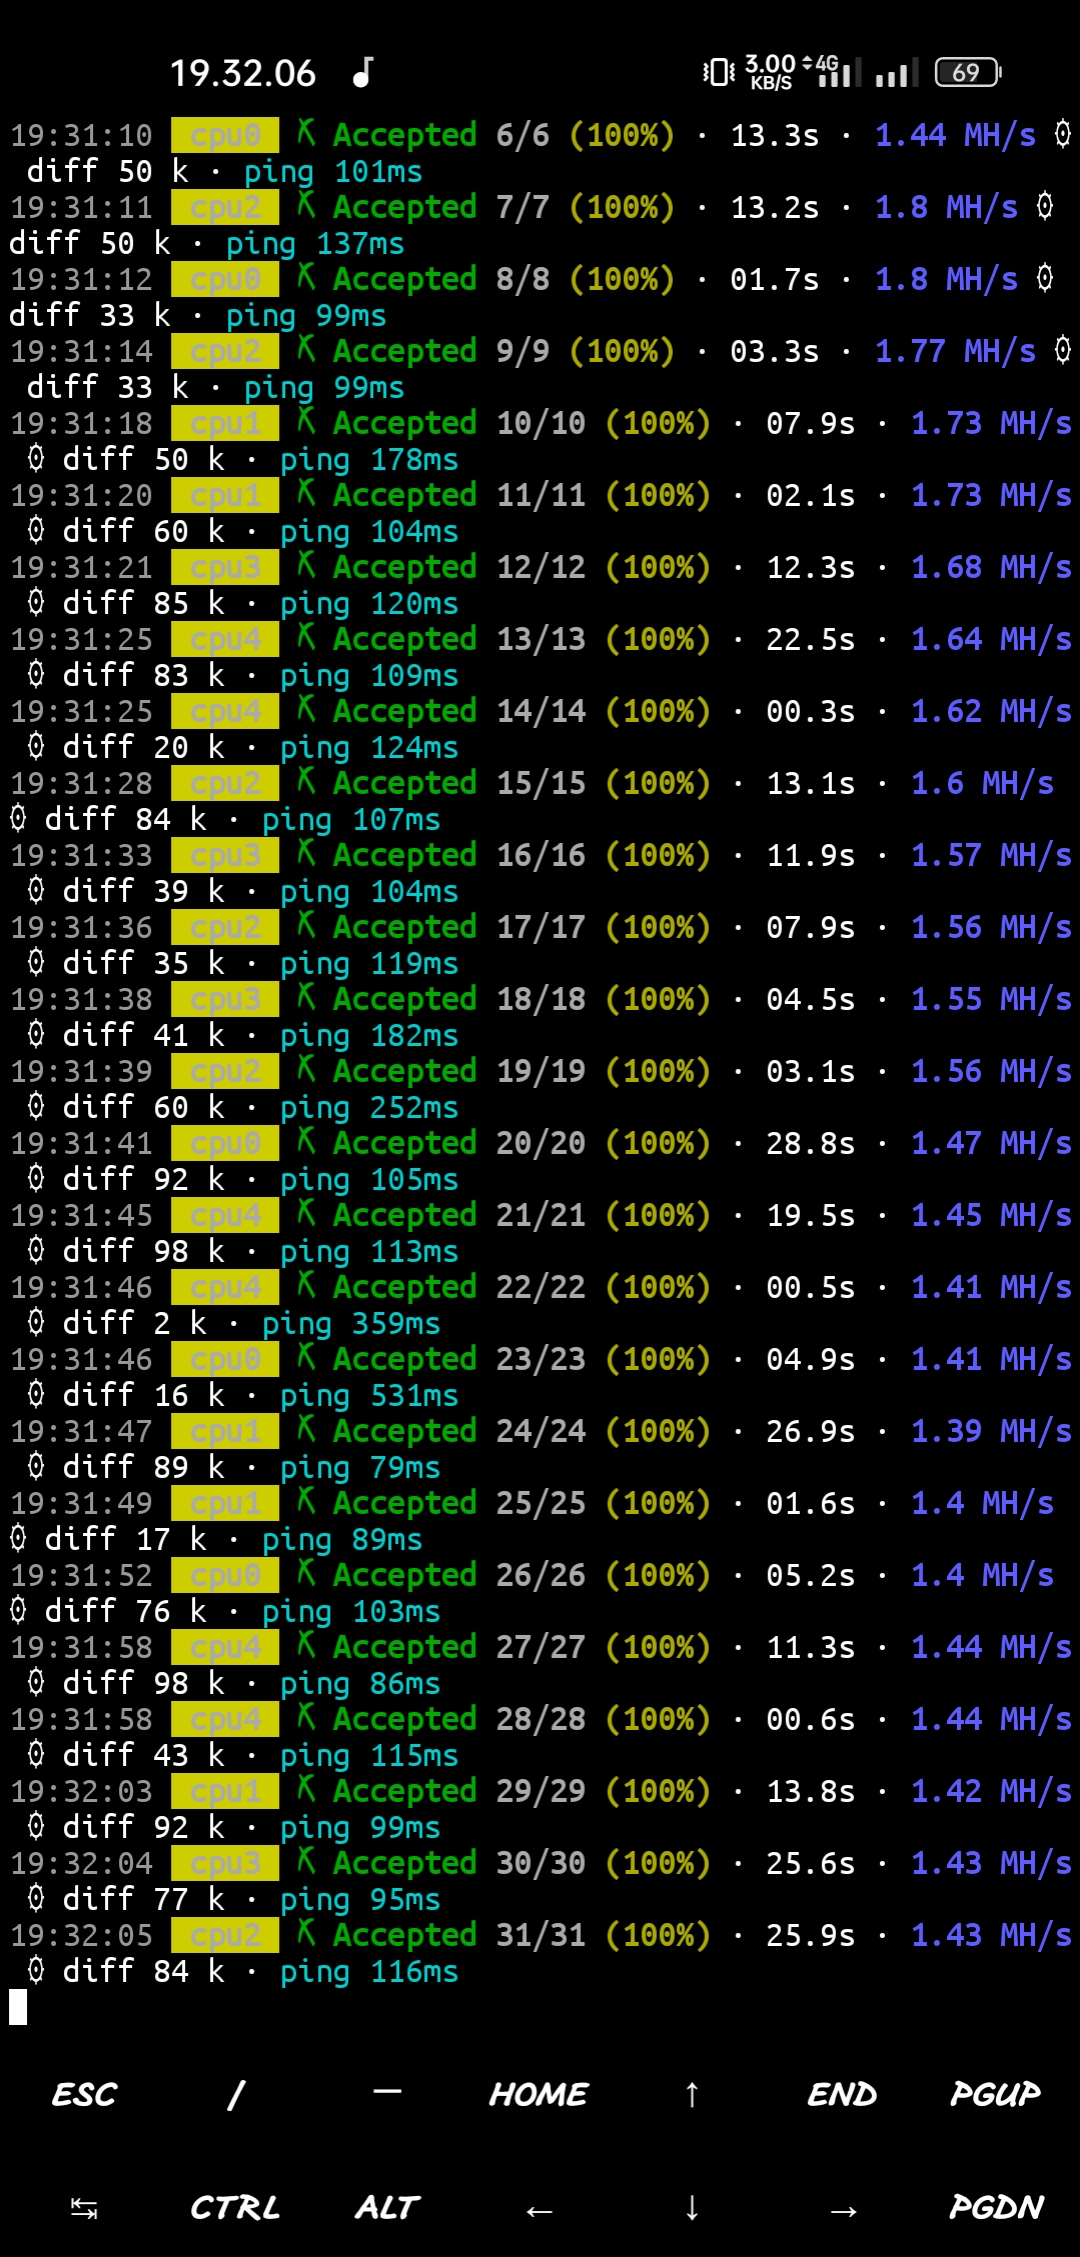 19.32.06 3.00 KB/S 4G 69
19:31:10 cpu0 Accepted 6/6 (100%) · 13.3s · 1.44 MH/s ⚙
diff 50 k · ping 101ms
19:31:11 cpu2 Accepted 7/7 (100%) · 13.2s · 1.8 MH/s ⚙
diff 50 k · ping 137ms
19:31:12 cpu0 Accepted 8/8 (100%) · 01.7s · 1.8 MH/s ⚙
diff 33 k · ping 99ms
19:31:14 cpu2 Accepted 9/9 (100%) · 03.3s · 1.77 MH/s ⚙
diff 33 k · ping 99ms
19:31:18 cpu1 Accepted 10/10 (100%) · 07.9s · 1.73 MH/s
⚙ diff 50 k · ping 178ms
19:31:20 cpu1 Accepted 11/11 (100%) · 02.1s · 1.73 MH/s
⚙ diff 60 k · ping 104ms
19:31:21 cpu3 Accepted 12/12 (100%) · 12.3s · 1.68 MH/s
⚙ diff 85 k · ping 120ms
19:31:25 cpu4 Accepted 13/13 (100%) · 22.5s · 1.64 MH/s
⚙ diff 83 k · ping 109ms
19:31:25 cpu4 Accepted 14/14 (100%) · 00.3s · 1.62 MH/s
⚙ diff 20 k · ping 124ms
19:31:28 cpu2 Accepted 15/15 (100%) · 13.1s · 1.6 MH/s
⚙ diff 84 k · ping 107ms
19:31:33 cpu3 Accepted 16/16 (100%) · 11.9s · 1.57 MH/s
⚙ diff 39 k · ping 104ms
19:31:36 cpu2 Accepted 17/17 (100%) · 07.9s · 1.56 MH/s
⚙ diff 35 k · ping 119ms
19:31:38 cpu3 Accepted 18/18 (100%) · 04.5s · 1.55 MH/s
⚙ diff 41 k · ping 182ms
19:31:39 cpu2 Accepted 19/19 (100%) · 03.1s · 1.56 MH/s
⚙ diff 60 k · ping 252ms
19:31:41 cpu0 Accepted 20/20 (100%) · 28.8s · 1.47 MH/s
⚙ diff 92 k · ping 105ms
19:31:45 cpu4 Accepted 21/21 (100%) · 19.5s · 1.45 MH/s
⚙ diff 98 k · ping 113ms
19:31:46 cpu4 Accepted 22/22 (100%) · 00.5s · 1.41 MH/s
⚙ diff 2 k · ping 359ms
19:31:46 cpu0 Accepted 23/23 (100%) · 04.9s · 1.41 MH/s
⚙ diff 16 k · ping 531ms
19:31:47 cpu1 Accepted 24/24 (100%) · 26.9s · 1.39 MH/s
⚙ diff 89 k · ping 79ms
19:31:49 cpu1 Accepted 25/25 (100%) · 01.6s · 1.4 MH/s
⚙ diff 17 k · ping 89ms
19:31:52 cpu0 Accepted 26/26 (100%) · 05.2s · 1.4 MH/s
⚙ diff 76 k · ping 103ms
19:31:58 cpu4 Accepted 27/27 (100%) · 11.3s · 1.44 MH/s
⚙ diff 98 k · ping 86ms
19:31:58 cpu4 Accepted 28/28 (100%) · 00.6s · 1.44 MH/s
⚙ diff 43 k · ping 115ms
19:32:03 cpu1 Accepted 29/29 (100%) · 13.8s · 1.42 MH/s
⚙ diff 92 k · ping 99ms
19:32:04 cpu3 Accepted 30/30 (100%) · 25.6s · 1.43 MH/s
⚙ diff 77 k · ping 95ms
19:32:05 cpu2 Accepted 31/31 (100%) · 25.9s · 1.43 MH/s
⚙ diff 84 k · ping 116ms
ESC / — HOME ↑ END PGUP
↹ CTRL ALT ← ↓ → PGDN